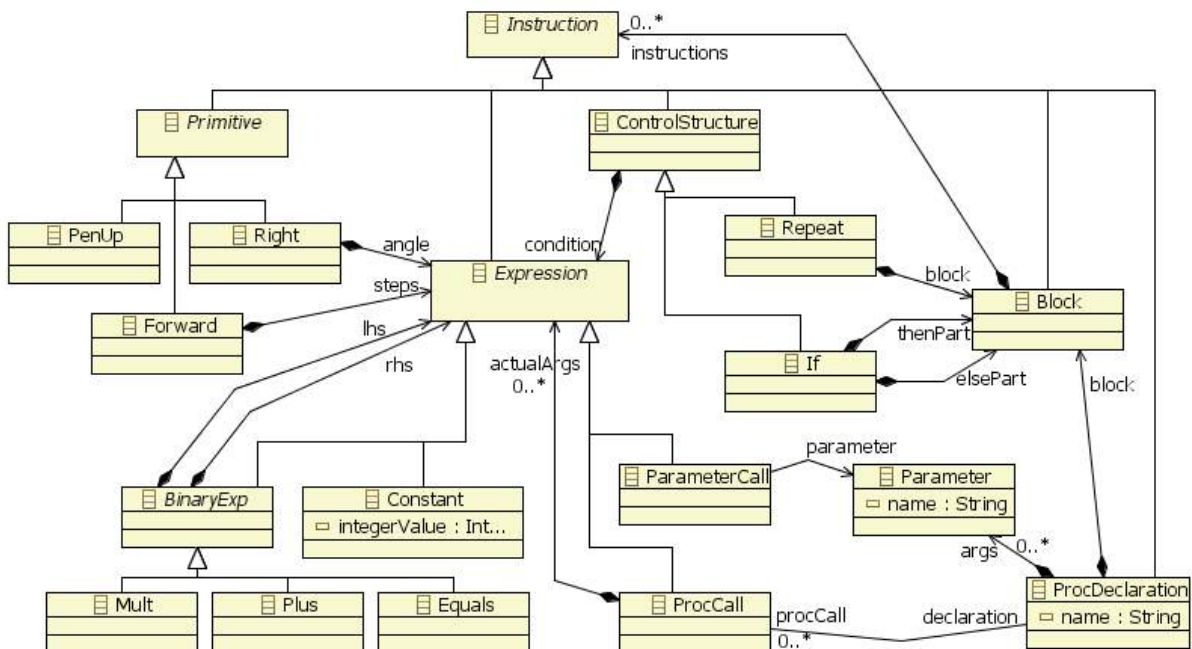 Instruction
0..*
instructions
Primitive
ControlStructure
PenUp
Right
Repeat
angle
condition
Expression
block
steps
Block
Forward
lhs
thenPart
rhs
If
actualArgs
elsePart
block
0..*
parameter
ParameterCall
Parameter
BinaryExp
Constant
name : String
integerValue : Int...
args
0..*
Mult
Plus
Equals
ProcCall
procCall
declaration
ProcDeclaration
name : String
0..*